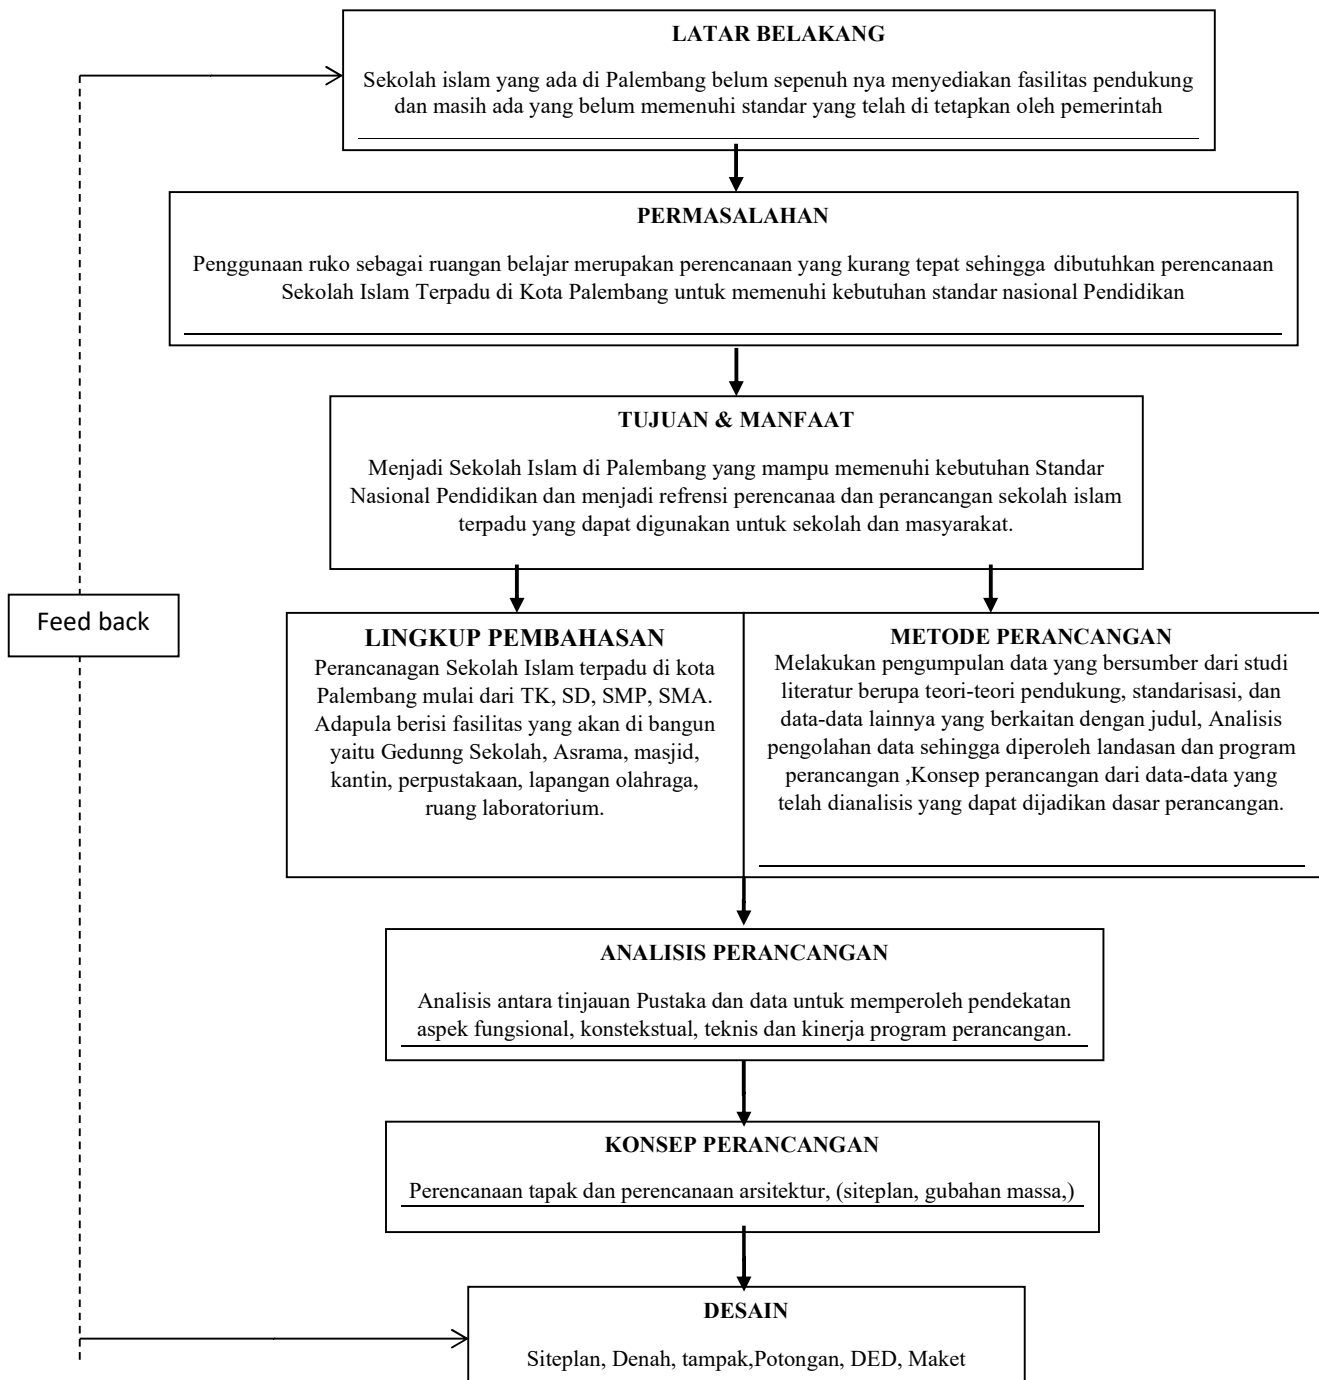 LATAR BELAKANG
Sekolah islam yang ada di Palembang belum sepenuh nya menyediakan fasilitas pendukung
dan masih ada yang belum memenuhi standar yang telah di tetapkan oleh pemerintah
PERMASALAHAN
Penggunaan ruko sebagai ruangan belajar merupakan perencanaan yang kurang tepat sehingga dibutuhkan perencanaan
Sekolah Islam Terpadu di Kota Palembang untuk memenuhi kebutuhan standar nasional Pendidikan
TUJUAN & MANFAAT
Menjadi Sekolah Islam di Palembang yang mampu memenuhi kebutuhan Standar
Nasional Pendidikan dan menjadi refrensi perencanaa dan perancangan sekolah islam
terpadu yang dapat digunakan untuk sekolah dan masyarakat.
Feed back
LINGKUP PEMBAHASAN
Perancanagan Sekolah Islam terpadu di kota
Palembang mulai dari TK, SD, SMP, SMA.
Adapula berisi fasilitas yang akan di bangun
yaitu Gedunng Sekolah, Asrama, masjid,
kantin, perpustakaan, lapangan olahraga,
ruang laboratorium.
METODE PERANCANGAN
Melakukan pengumpulan data yang bersumber dari studi
literatur berupa teori-teori pendukung, standarisasi, dan
data-data lainnya yang berkaitan dengan judul, Analisis
pengolahan data sehingga diperoleh landasan dan program
perancangan ,Konsep perancangan dari data-data yang
telah dianalisis yang dapat dijadikan dasar perancangan.
ANALISIS PERANCANGAN
Analisis antara tinjauan Pustaka dan data untuk memperoleh pendekatan
aspek fungsional, konstekstual, teknis dan kinerja program perancangan.
KONSEP PERANCANGAN
Perencanaan tapak dan perencanaan arsitektur, (siteplan, gubahan massa,)
DESAIN
Siteplan, Denah, tampak,Potongan, DED, Maket